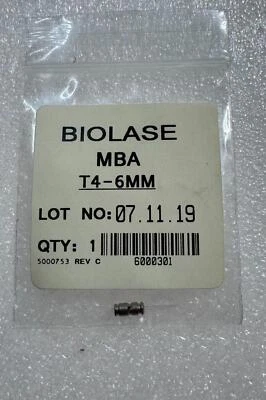 BIOLASE
MBA
T4-6MM
LOT NO: 07.11.19
QTY: 1
5000753 REV C 6000301